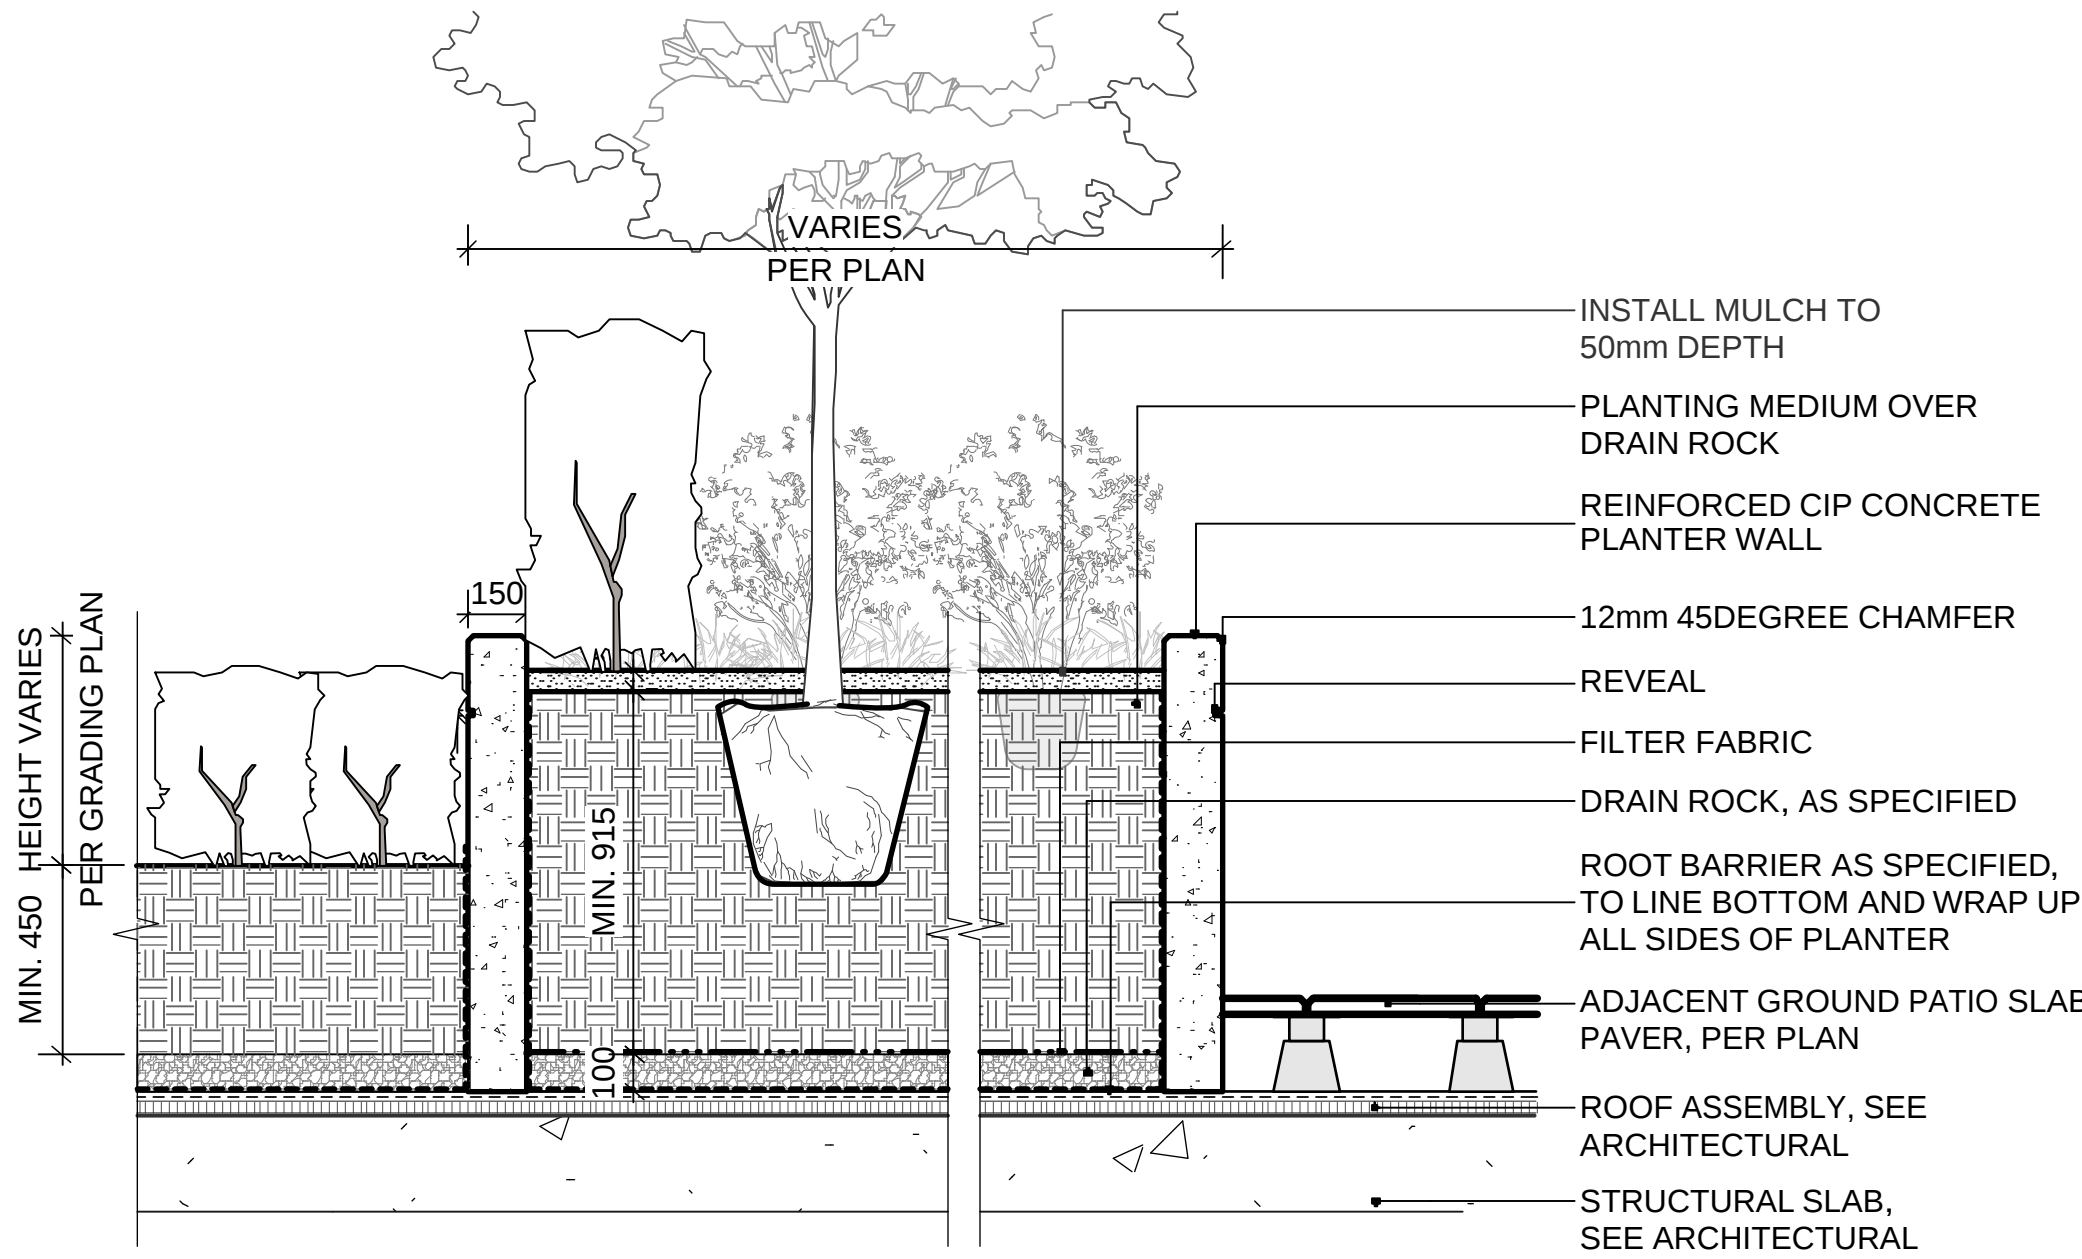 VARIES
PER PLAN
INSTALL MULCH TO
50mm DEPTH
PLANTING MEDIUM OVER
DRAIN ROCK
REINFORCED CIP CONCRETE
PLANTER WALL
150
12mm 45DEGREE CHAMFER
REVEAL
FILTER FABRIC
DRAIN ROCK, AS SPECIFIED
ROOT BARRIER AS SPECIFIED,
TO LINE BOTTOM AND WRAP UP
ALL SIDES OF PLANTER
ADJACENT GROUND PATIO SLAB
PAVER, PER PLAN
ROOF ASSEMBLY, SEE
ARCHITECTURAL
STRUCTURAL SLAB,
SEE ARCHITECTURAL
HEIGHT VARIES
PER GRADING PLAN
MIN. 450
MIN. 915
100